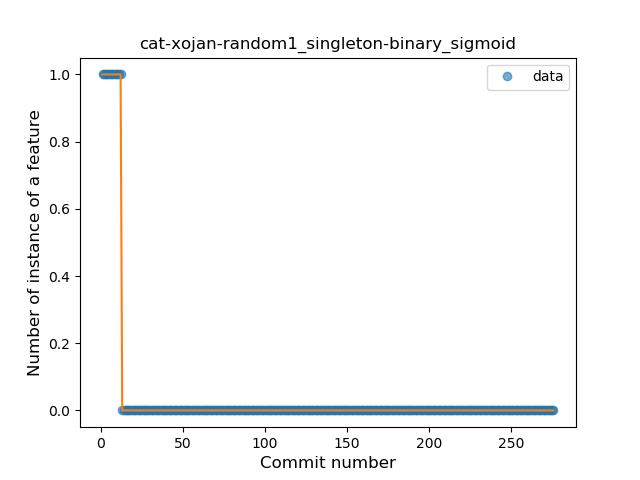 cat-xojan-random1_singleton-binary_sigmoid
data
Number of instance of a feature
1.0
0.8
0.6
0.4
0.2
0.0
0 50 100 150 200 250
Commit number